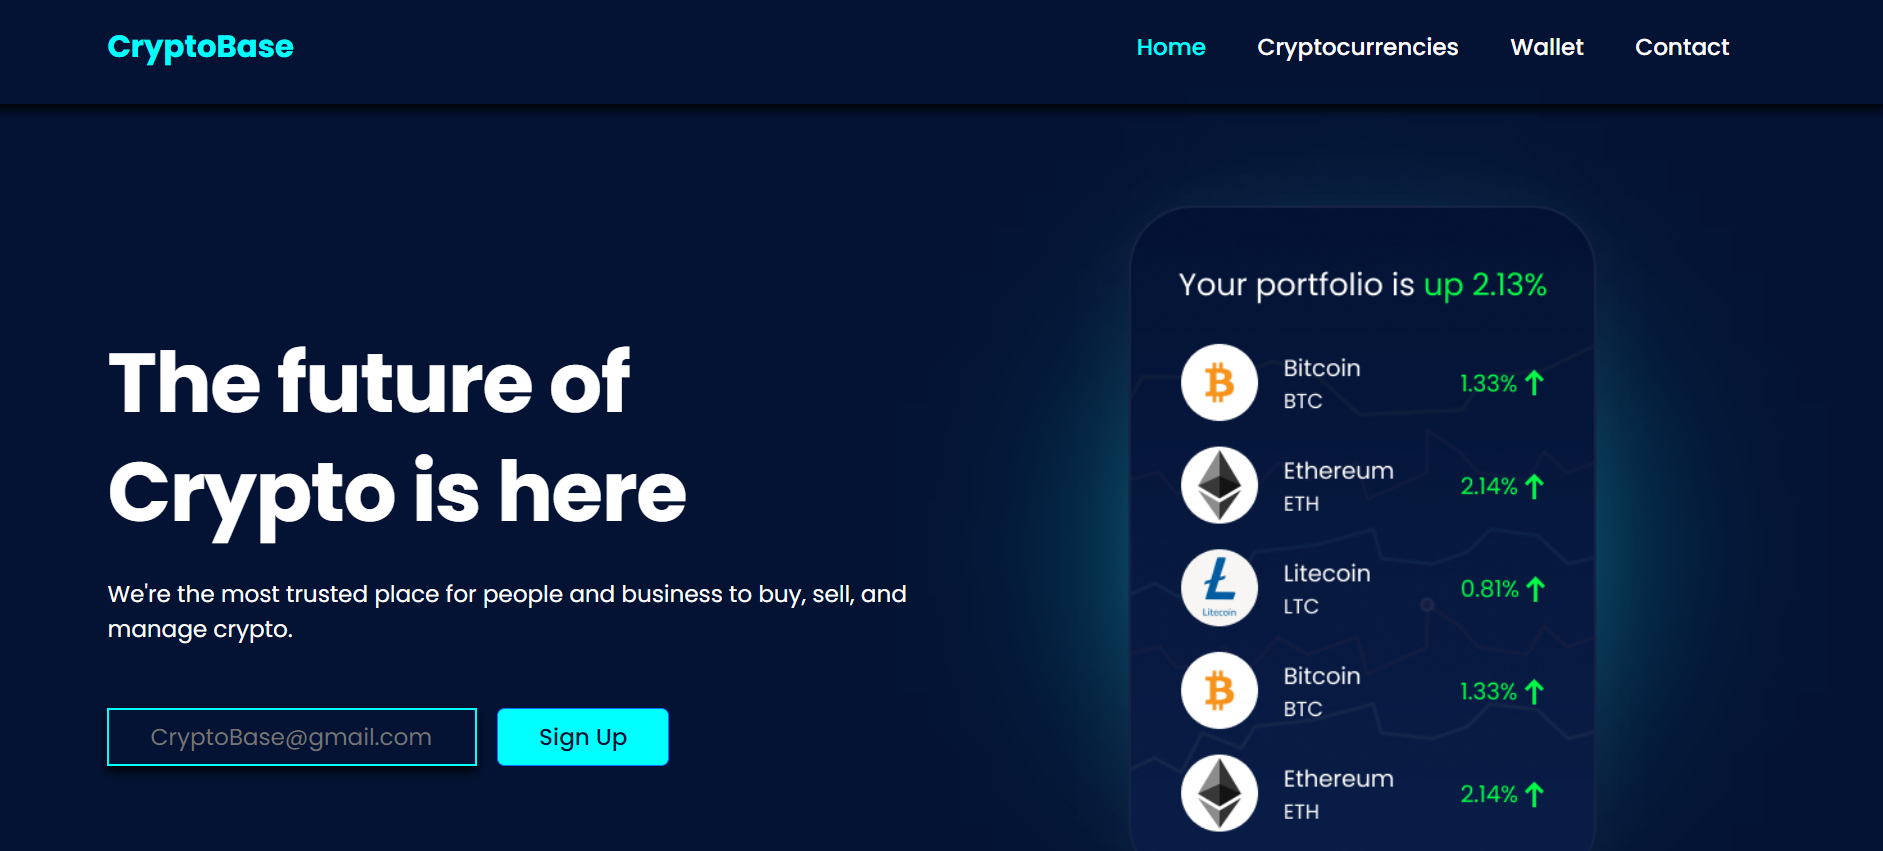 CryptoBase
Home Cryptocurrencies Wallet Contact
The future of
Crypto is here
We're the most trusted place for people and business to buy, sell, and
manage crypto.
CryptoBase@gmail.com
Sign Up
Your portfolio is up 2.13%
Bitcoin
BTC
1.33%
Ethereum
ETH
2.14%
Litecoin
Litecoin
LTC
0.81%
Bitcoin
BTC
1.33%
Ethereum
ETH
2.14%